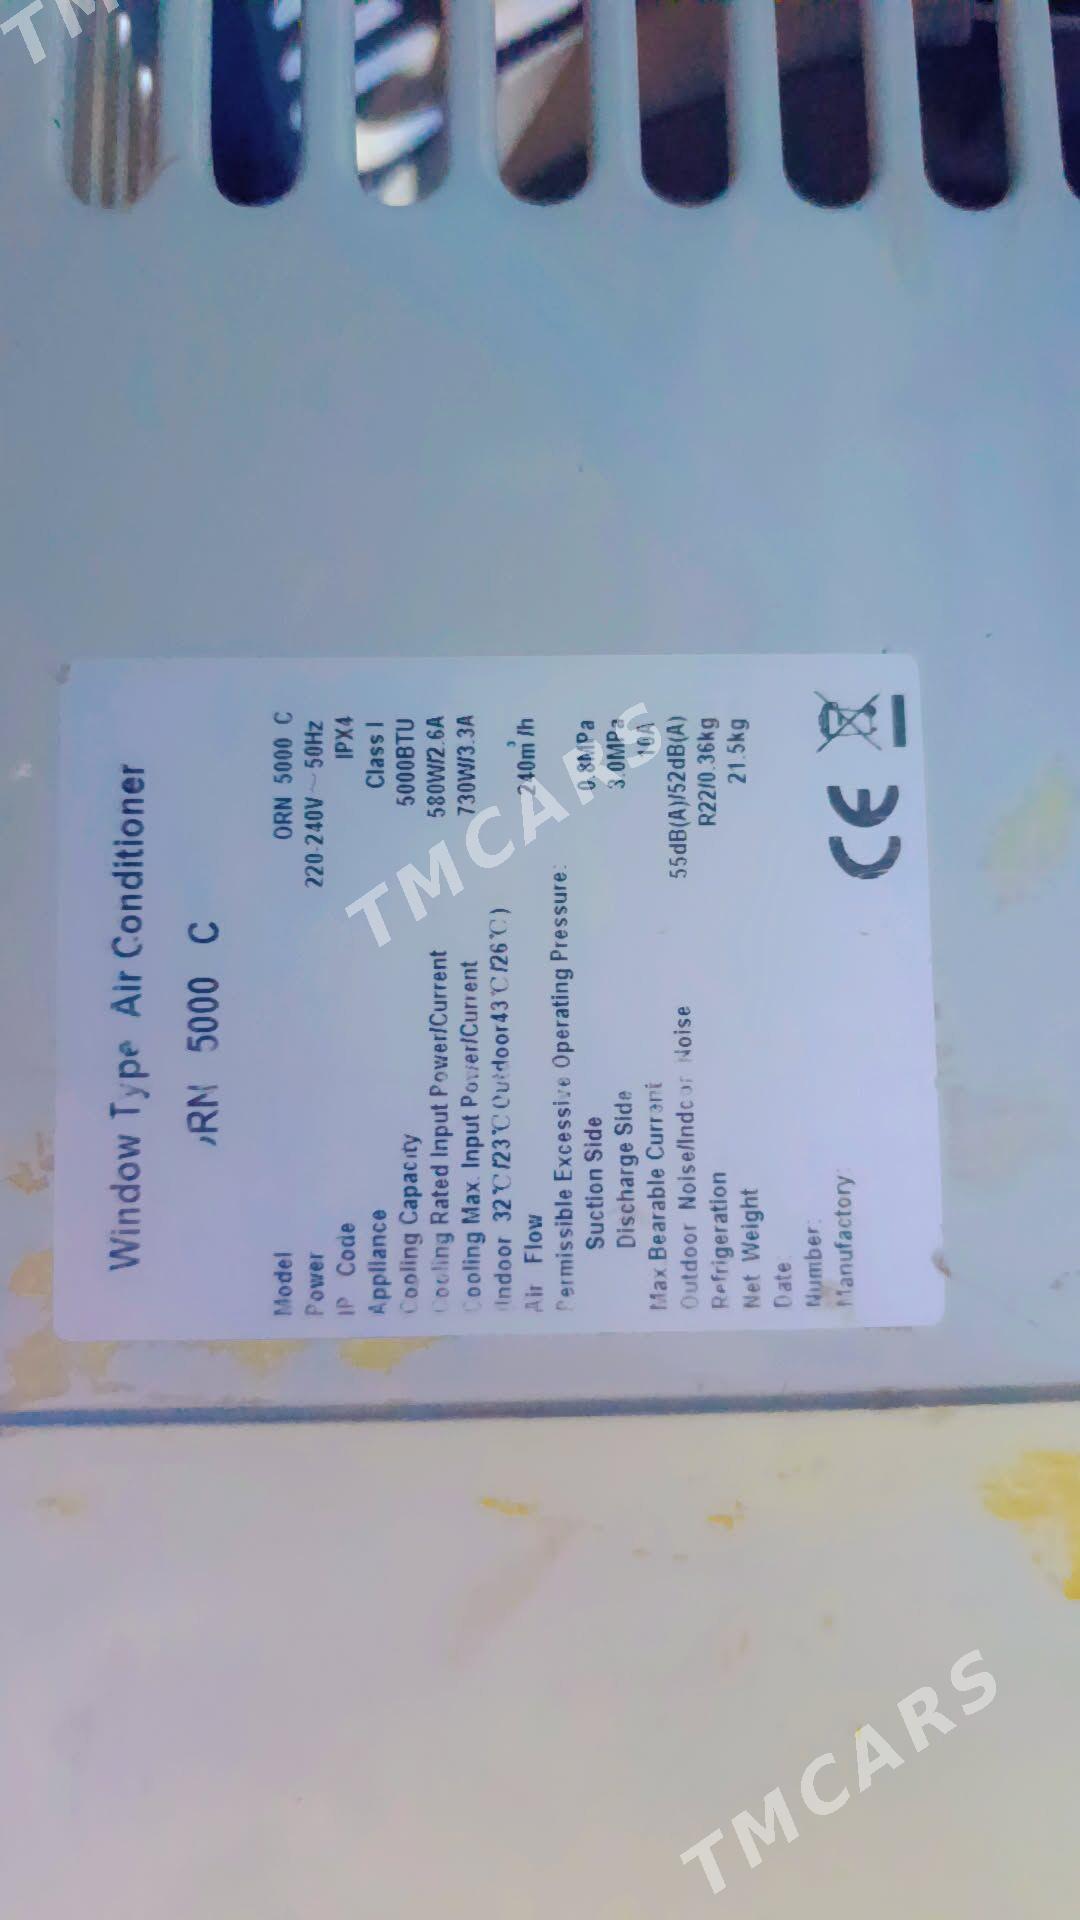 Window Type Air Conditioner
RN 5000 C
Model ORN 5000 C
Power 220-240V～50Hz
IP Code IPX4
Appliance Class I
Cooling Capacity 5000BTU
Cooling Rated Input Power/Current 580W/2.6A
Cooling Max. Input Power/Current 730W/3.3A
(Indoor 32℃/23℃ Outdoor43℃/26℃)
Air Flow 240m³/h
Permissible Excessive Operating Pressure:
Suction Side 0.8MPa
Discharge Side 3.0MPa
Max Bearable Current 10A
Outdoor Noise/Indoor Noise 55dB(A)/52dB(A)
Refrigeration R22/0.36kg
Net Weight 21.5kg
Date:
Number:
Manufactory:
CE
TMCARS
TMCARS